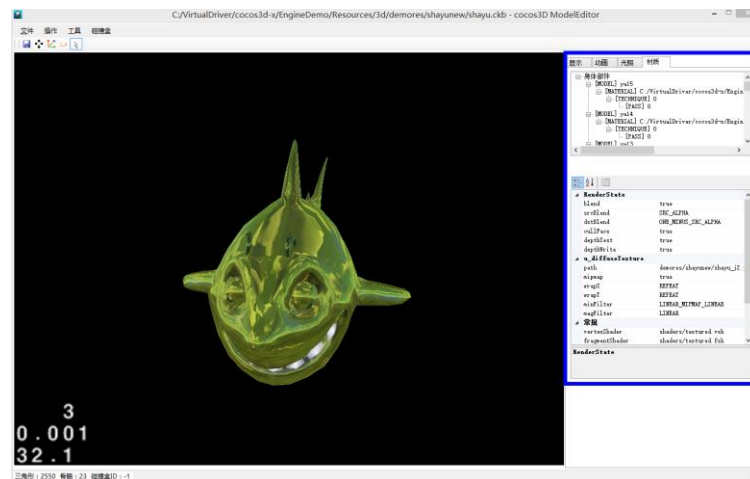 C:/VirtualDriver/cocos3d-x/EngineDemo/Resources/3d/demores/shayunew/shayu.ckb - cocos3D ModelEditor
文件 操作 工具 碰撞盒
显示 动画 光照 材质
身体部件
[MODEL] yu15
[MATERIAL] C:/VirtualDriver/cocos3d-x/Engin
[TECHNIQUE] 0
[PASS] 0
[MODEL] yu14
[MATERIAL] C:/VirtualDriver/cocos3d-x/Engin
[TECHNIQUE] 0
[PASS] 0
[MODEL] yu13
RenderState
blend true
srcBlend SRC_ALPHA
dstBlend ONE_MINUS_SRC_ALPHA
cullFace true
depthTest true
depthWrite true
u_diffuseTexture
path demores/shayunew/shayu_12.
mipmap true
wrapS REPEAT
wrapT REPEAT
minFilter LINEAR_MIPMAP_LINEAR
magFilter LINEAR
常规
vertexShader shaders/textured.vsh
fragmentShader shaders/textured.fsh
RenderState
3
0.001
32.1
三角形：2550 骨骼：23 碰撞盒ID：-1